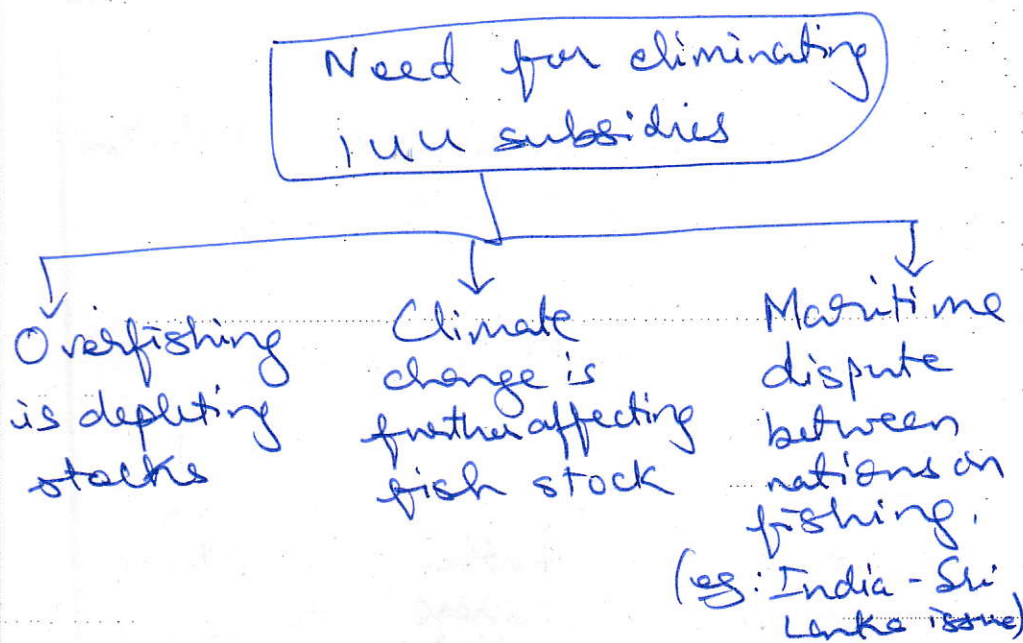 Need for eliminating
IUU subsidies
Overfishing
is depleting
stocks
Climate
change is
further affecting
fish stock
Maritime
dispute
between
nations on
fishing.
(eg: India - Sri
Lanka issue)